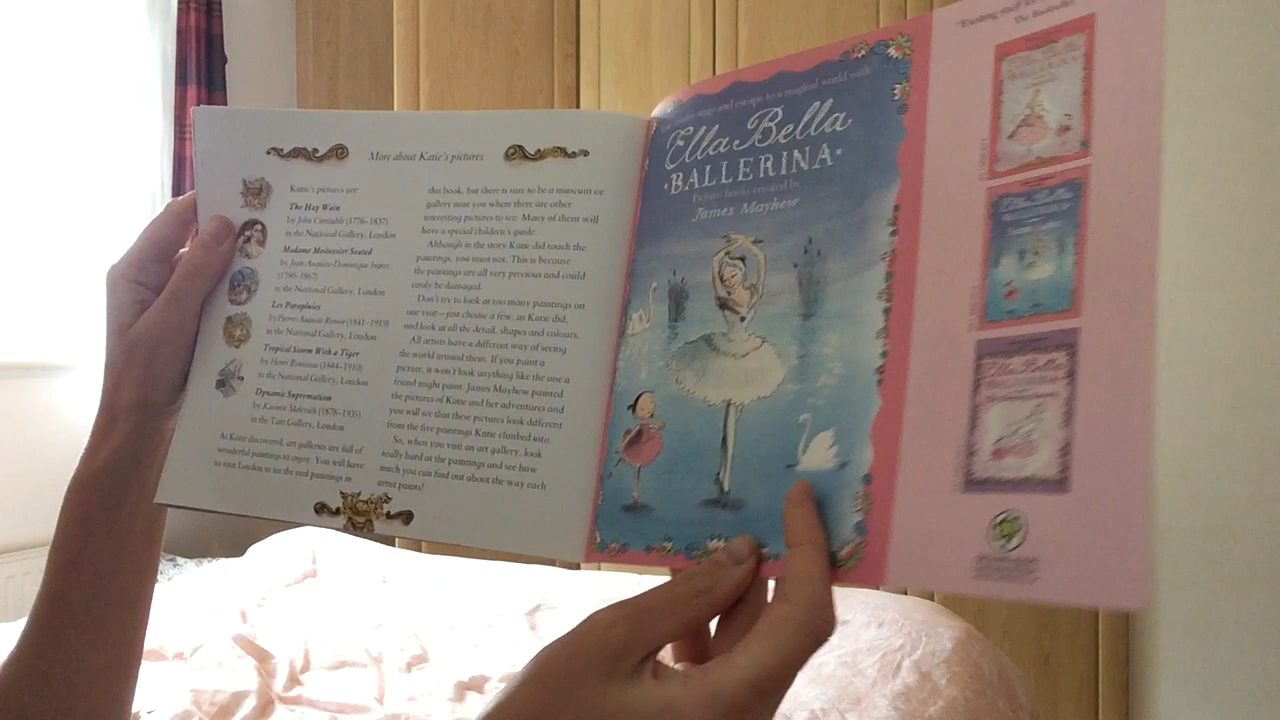 More about Katie's pictures
Katie's pictures are:
The Hay Wain
by John Constable (1776–1837)
in the National Gallery, London
Madame Moitessier Seated
by Jean-Auguste-Dominique Ingres
(1780–1867)
in the National Gallery, London
Les Parapluies
by Pierre-Auguste Renoir (1841–1919)
in the National Gallery, London
Tropical Storm With a Tiger
by Henri Rousseau (1844–1910)
in the National Gallery, London
Dynamic Suprematism
by Kasimir Malevich (1878–1935)
in the Tate Gallery, London
As Katie discovered, art galleries are full of
wonderful paintings to enjoy. You will have
to visit London to see the real paintings in
this book, but there is sure to be a museum or
gallery near you where there are other
interesting pictures to see. Many of them will
have a special children's guide.
Although in the story Katie did touch the
paintings, you must not. This is because
the paintings are all very precious and could
easily be damaged.
Don't try to look at too many paintings on
one visit—just choose a few, as Katie did,
and look at all the detail, shapes and colours.
All artists have a different way of seeing
the world around them. If you paint a
picture, it won't look anything like the one a
friend might paint. James Mayhew painted
the pictures of Katie and her adventures and
you will see that these pictures look different
from the five paintings Katie climbed into.
So, when you visit an art gallery, look
really hard at the paintings and see how
much you can find out about the way each
artist paints!
stage and escape to a magical world with
Ella Bella
·BALLERINA·
Picture books created by
James Mayhew
The Bookseller
BALLERINA
Ella Bella